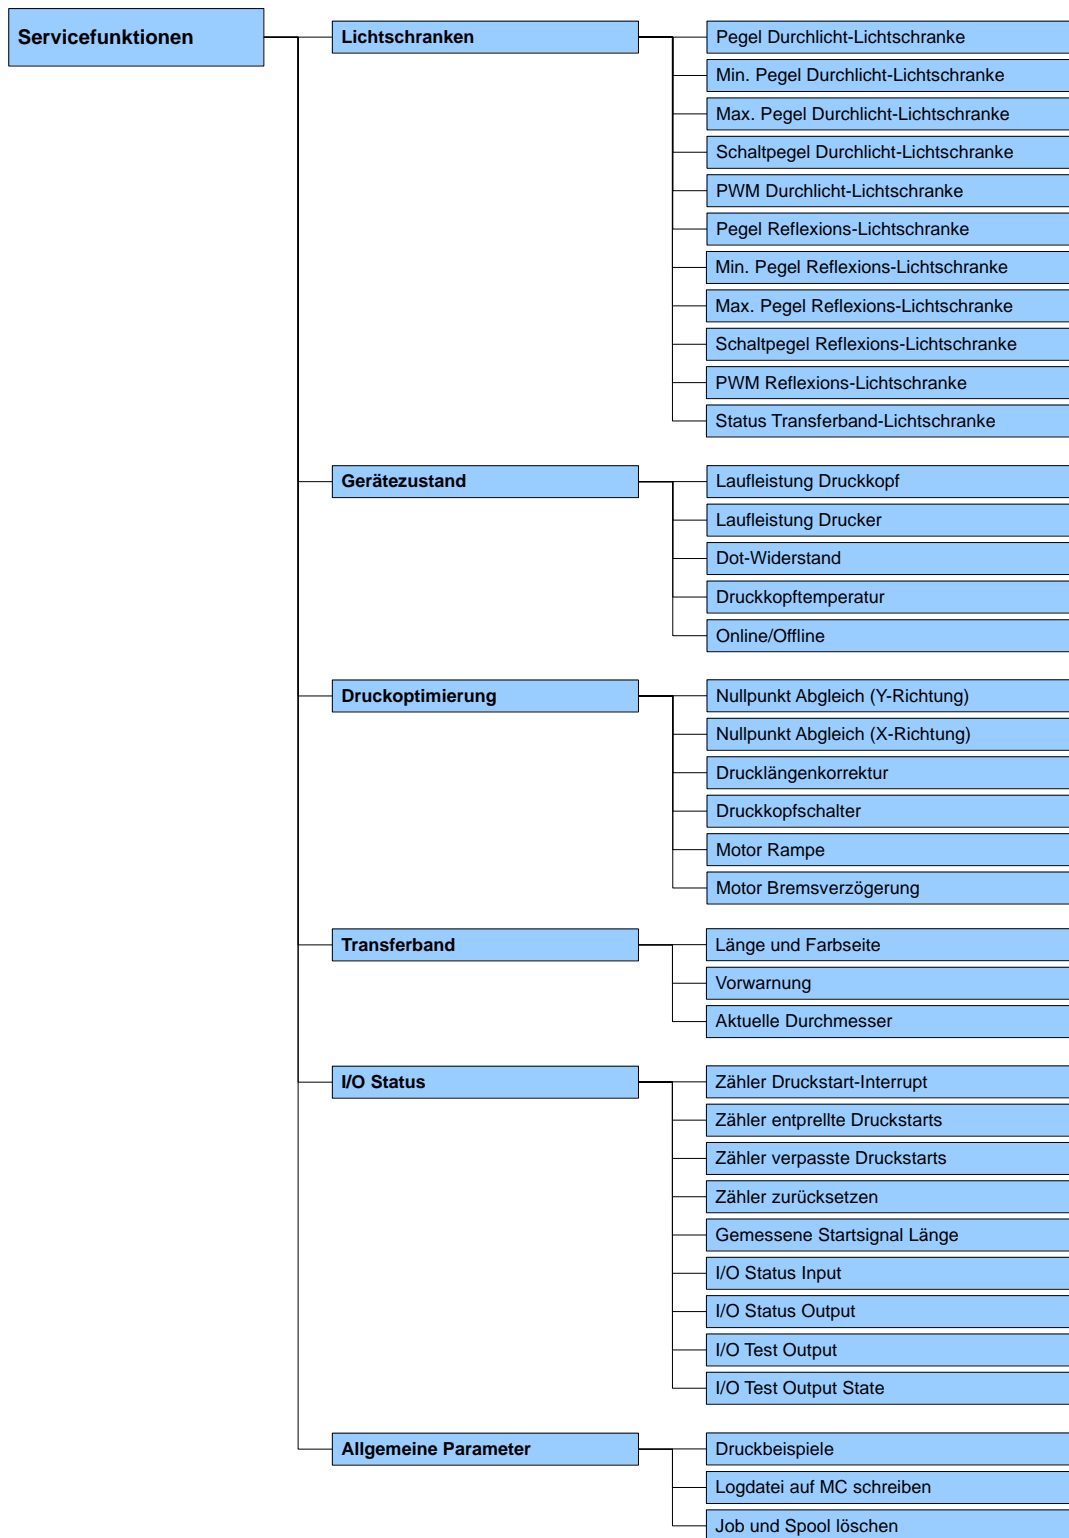 Servicefunktionen
Lichtschranken
Pegel Durchlicht-Lichtschranke
Min. Pegel Durchlicht-Lichtschranke
Max. Pegel Durchlicht-Lichtschranke
Schaltpegel Durchlicht-Lichtschranke
PWM Durchlicht-Lichtschranke
Pegel Reflexions-Lichtschranke
Min. Pegel Reflexions-Lichtschranke
Max. Pegel Reflexions-Lichtschranke
Schaltpegel Reflexions-Lichtschranke
PWM Reflexions-Lichtschranke
Status Transferband-Lichtschranke
Gerätezustand
Laufleistung Druckkopf
Laufleistung Drucker
Dot-Widerstand
Druckkopftemperatur
Online/Offline
Druckoptimierung
Nullpunkt Abgleich (Y-Richtung)
Nullpunkt Abgleich (X-Richtung)
Drucklängenkorrektur
Druckkopfschalter
Motor Rampe
Motor Bremsverzögerung
Transferband
Länge und Farbseite
Vorwarnung
Aktuelle Durchmesser
I/O Status
Zähler Druckstart-Interrupt
Zähler entprellte Druckstarts
Zähler verpasste Druckstarts
Zähler zurücksetzen
Gemessene Startsignal Länge
I/O Status Input
I/O Status Output
I/O Test Output
I/O Test Output State
Allgemeine Parameter
Druckbeispiele
Logdatei auf MC schreiben
Job und Spool löschen